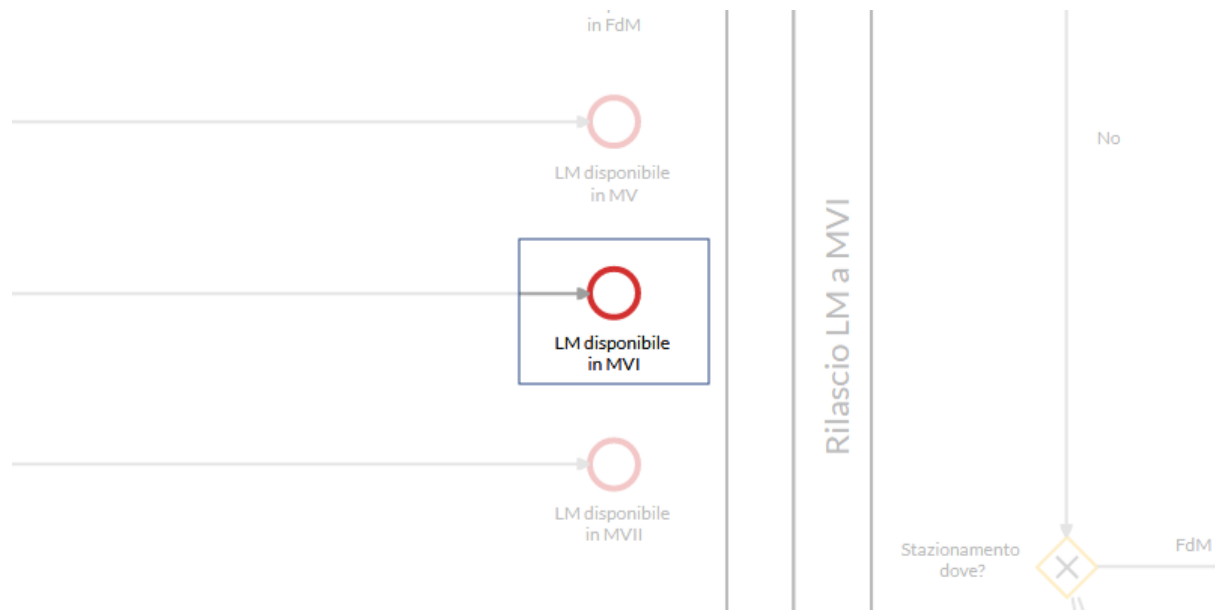 in FdM
LM disponibile
in MV
LM disponibile
in MVI
LM disponibile
in MVII
Rilascio LM a MVI
No
Stazionamento
dove?
FdM